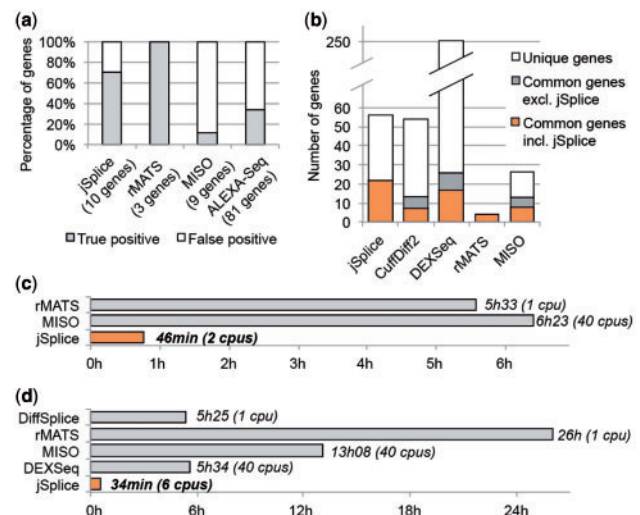 (a)
Percentage of genes
100%
80%
60%
40%
20%
0%
jSplice
(10 genes)
rMATS
(3 genes)
MISO
(9 genes)
ALEXA-Seq
(81 genes)
True positive
False positive
(b)
Number of genes
250
60
50
40
30
20
10
0
jSplice
CuffDiff2
DEXSeq
rMATS
MISO
Unique genes
Common genes
excl. jSplice
Common genes
incl. jSplice
(c)
rMATS
5h33 (1 cpu)
MISO
6h23 (40 cpus)
jSplice
46min (2 cpus)
0h 1h 2h 3h 4h 5h 6h
(d)
DiffSplice
5h25 (1 cpu)
rMATS
26h (1 cpu)
MISO
13h08 (40 cpus)
DEXSeq
5h34 (40 cpus)
jSplice
34min (6 cpus)
0h 6h 12h 18h 24h